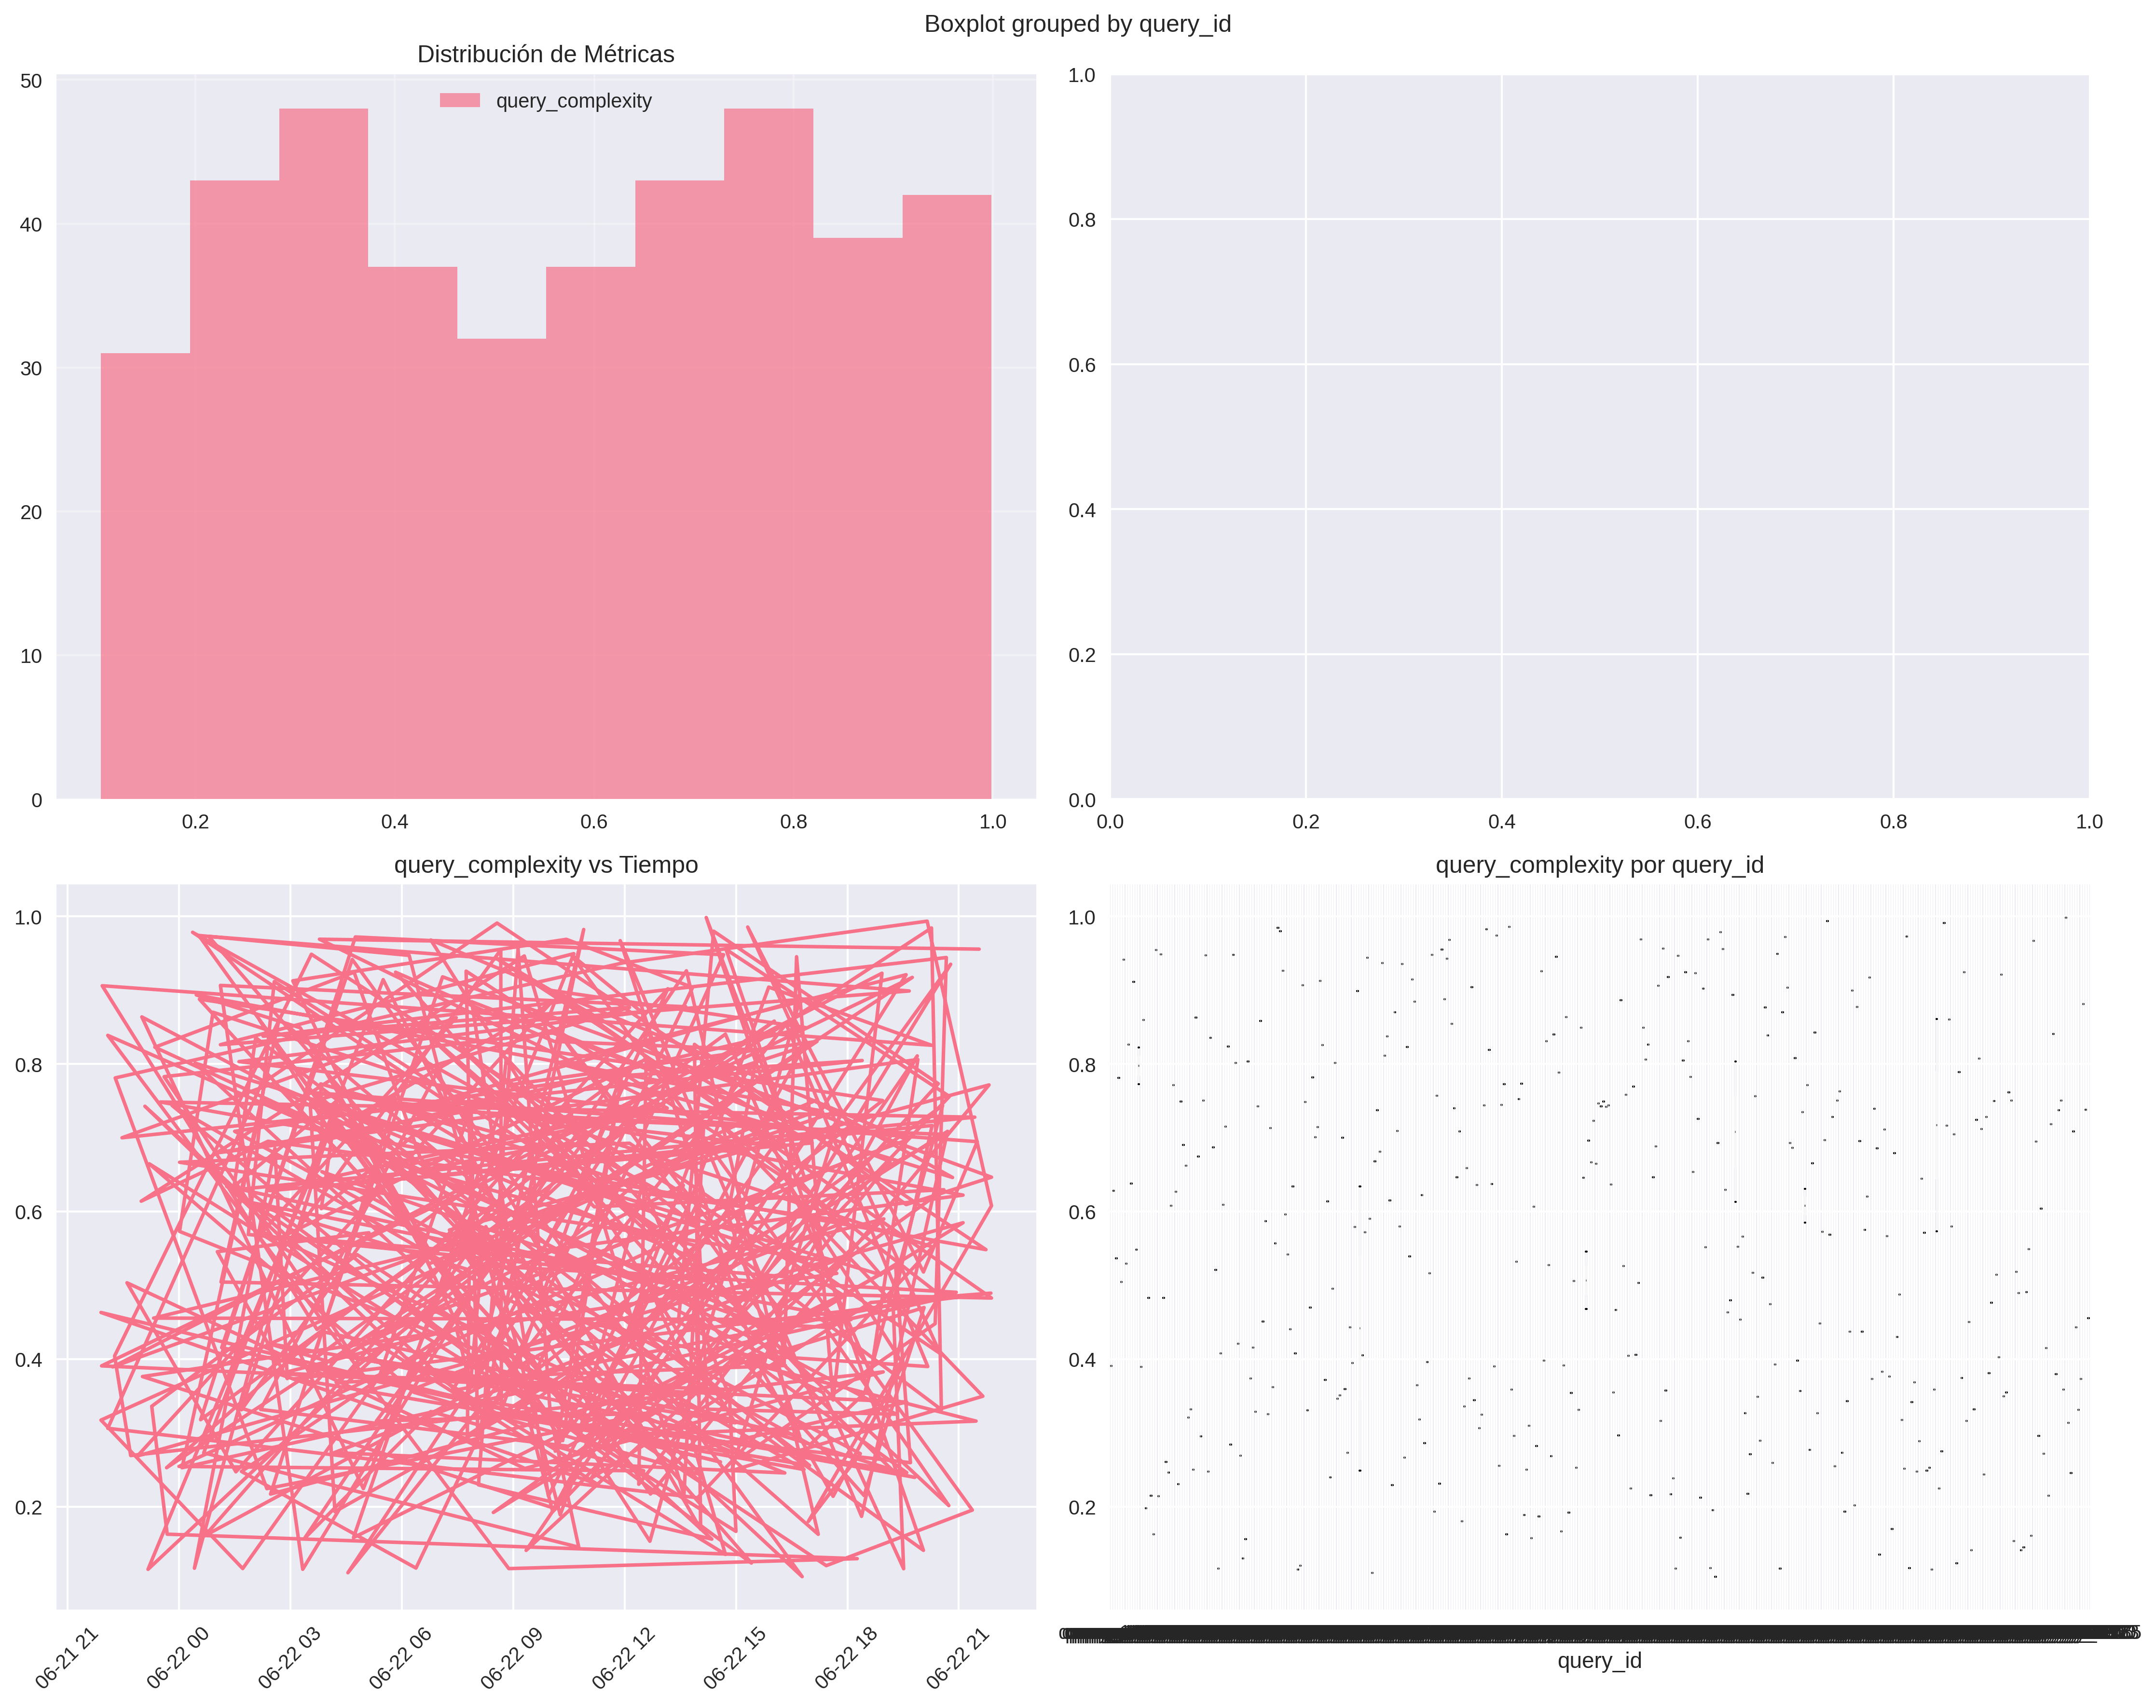 Boxplot grouped by query_id
Distribución de Métricas
query_complexity
50
40
30
20
10
0
0.2 0.4 0.6 0.8 1.0
1.0
0.8
0.6
0.4
0.2
0.0
0.0 0.2 0.4 0.6 0.8 1.0
query_complexity vs Tiempo
1.0
0.8
0.6
0.4
0.2
06-21 21 06-22 00 06-22 03 06-22 06 06-22 09 06-22 12 06-22 15 06-22 18 06-22 21
query_complexity por query_id
1.0
0.8
0.6
0.4
0.2
query_id